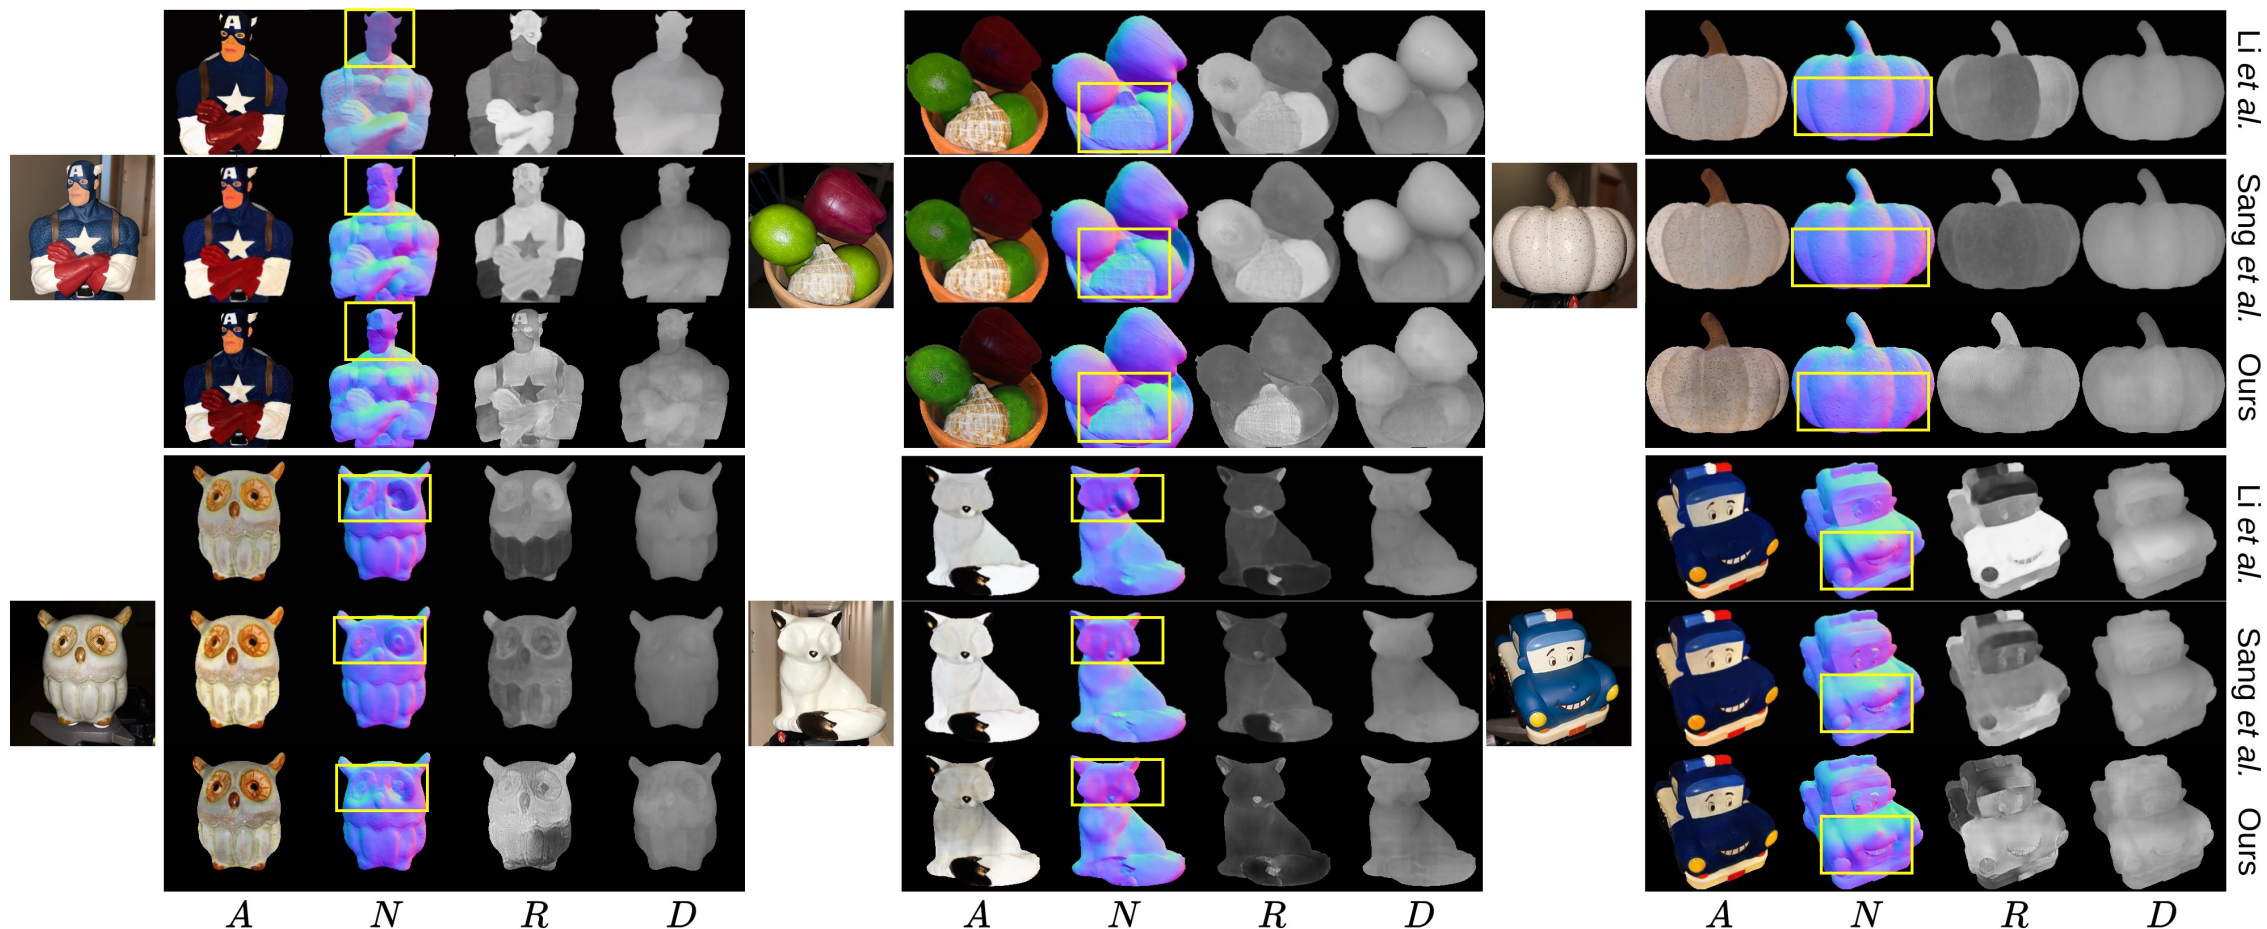 Li et al.
Sang et al.
Ours
Li et al.
Sang et al.
Ours
A N R D A N R D A N R D
A
A
A
A